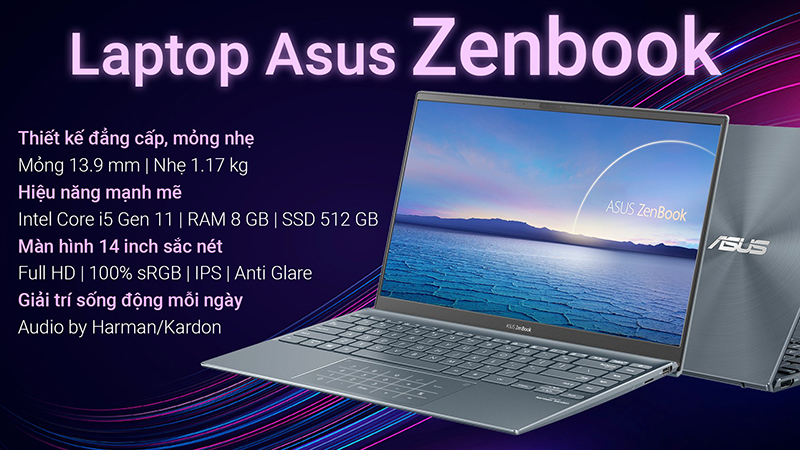 Laptop Asus Zenbook
Thiết kế đẳng cấp, mỏng nhẹ
Mỏng 13.9 mm | Nhẹ 1.17 kg
Hiệu năng mạnh mẽ
Intel Core i5 Gen 11 | RAM 8 GB | SSD 512 GB
Màn hình 14 inch sắc nét
Full HD | 100% sRGB | IPS | Anti Glare
Giải trí sống động mỗi ngày
Audio by Harman/Kardon
ASUS ZenBook
ASUS
ASUS ZenBook